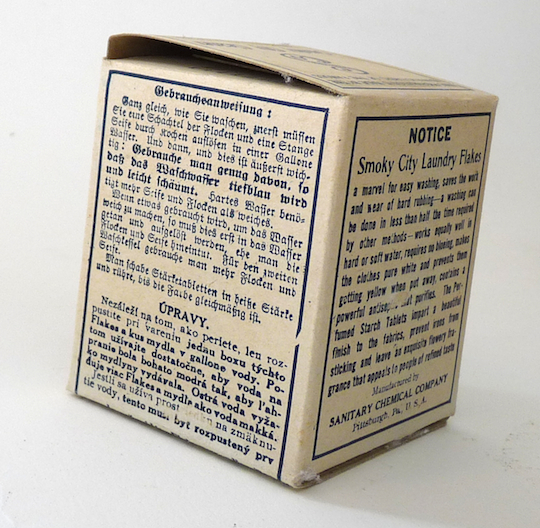 Gebrauchsanweisung:
Ganz gleich, wie Sie waschen, zuerst müssen
Sie eine Schachtel der Flocken und eine Stange
Seife durch Kochen auflösen in einer Gallone
Wasser. Und dann, und dies ist äußerst wich-
tig: Gebrauche man genug davon, so
daß das Waschwasser tiefblau wird
und leicht schäumt. Hartes Wasser benö-
tigt mehr Seife und Flocken als weiches.
Wenn etwas gebraucht wird, um das Wasser
weich zu machen, so muß dies erst in das Wasser
getan und aufgelöst werden, ehe man die
Flocken und Seife hineintut. Für den zweiten
Waschkessel gebrauche man mehr Flocken und
Seife.
Man schabe Stärketabletten in heiße Stärke
und rühre, bis die Farbe gleichmäßig ist.
ÚPRAVY.
Nezáleží na tom, ako periete, len roz-
pustite pri vareniu jednu boxu týchto
Flakes a kus mydla v gallone vody. Po-
tom užívajte dostatočne, aby voda na
prania bola bohato modrá tak, aby ľah-
ko mydliny vydávala. Ostrá voda vyža-
duje viac Flakes a mydla ako voda makká.
Jestli sa užíva prost na zmäknu-
tie vody, tento musí byt rozpustený prv
NOTICE
Smoky City Laundry Flakes
a marvel for easy washing, saves the work
and wear of hard rubbing—a washing can
be done in less than half the time required
by other methods—works equally well in
hard or soft water, requires no blueing, makes
the clothes pure white and prevents them
getting yellow when put away, contains a
powerful antiseptic that purifies. The Per-
fumed Starch Tablets impart a beautiful
finish to the fabrics, prevent irons from
sticking and leave an exquisite flowery fra-
grance that appeals to people of refined taste
Manufactured by
SANITARY CHEMICAL COMPANY
Pittsburgh, Pa., U. S. A.